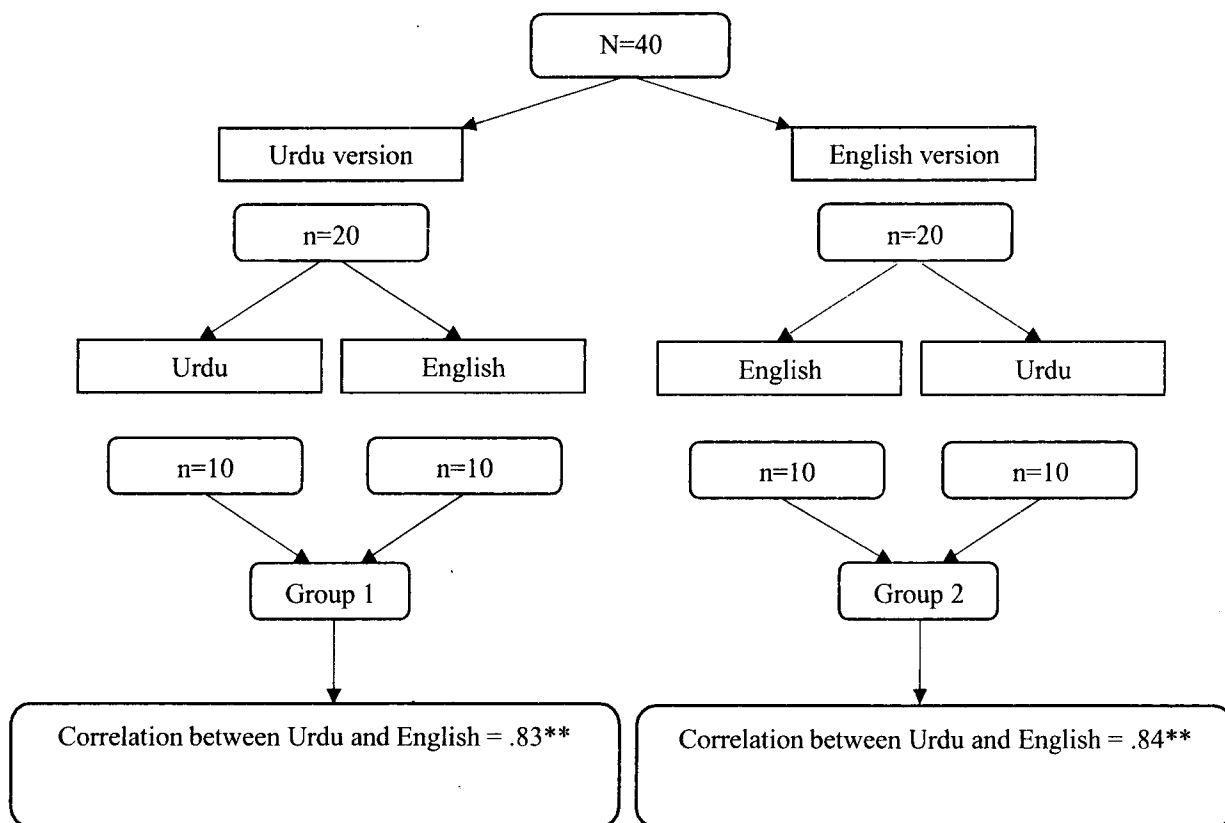 N=40
Urdu version
English version
n=20
n=20
Urdu
English
English
Urdu
n=10
n=10
n=10
n=10
Group 1
Group 2
Correlation between Urdu and English = .83**
Correlation between Urdu and English = .84**